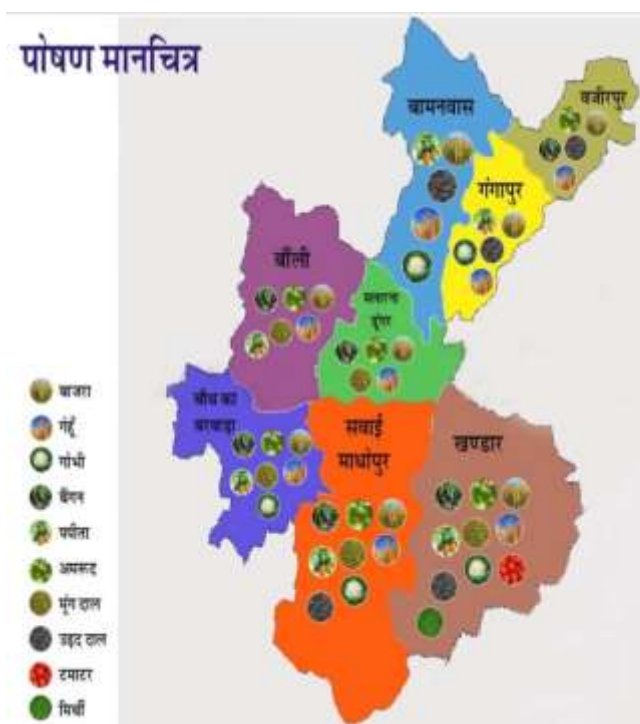 पोषण मानचित्र
बामनवास
वजीरपुर
गंगापुर
बौंली
मलारना
डूंगर
चौथ का
बरवाड़ा
सवाई
माधोपुर
खण्डार
बाजरा
गेहूँ
गोभी
बैंगन
पपीता
अमरूद
मूंग दाल
उड़द दाल
टमाटर
मिर्ची